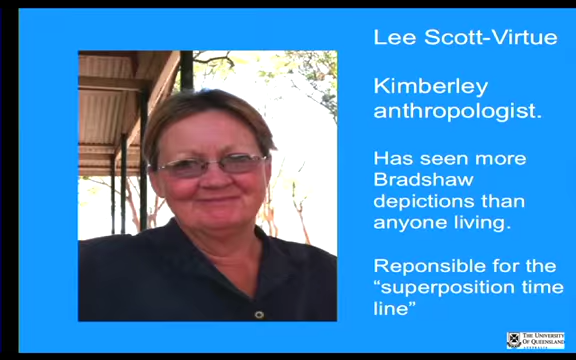 Lee Scott-Virtue
Kimberley
anthropologist.
Has seen more
Bradshaw
depictions than
anyone living.
Reponsible for the
“superposition time
line”
THE UNIVERSITY
OF QUEENSLAND
AUSTRALIA